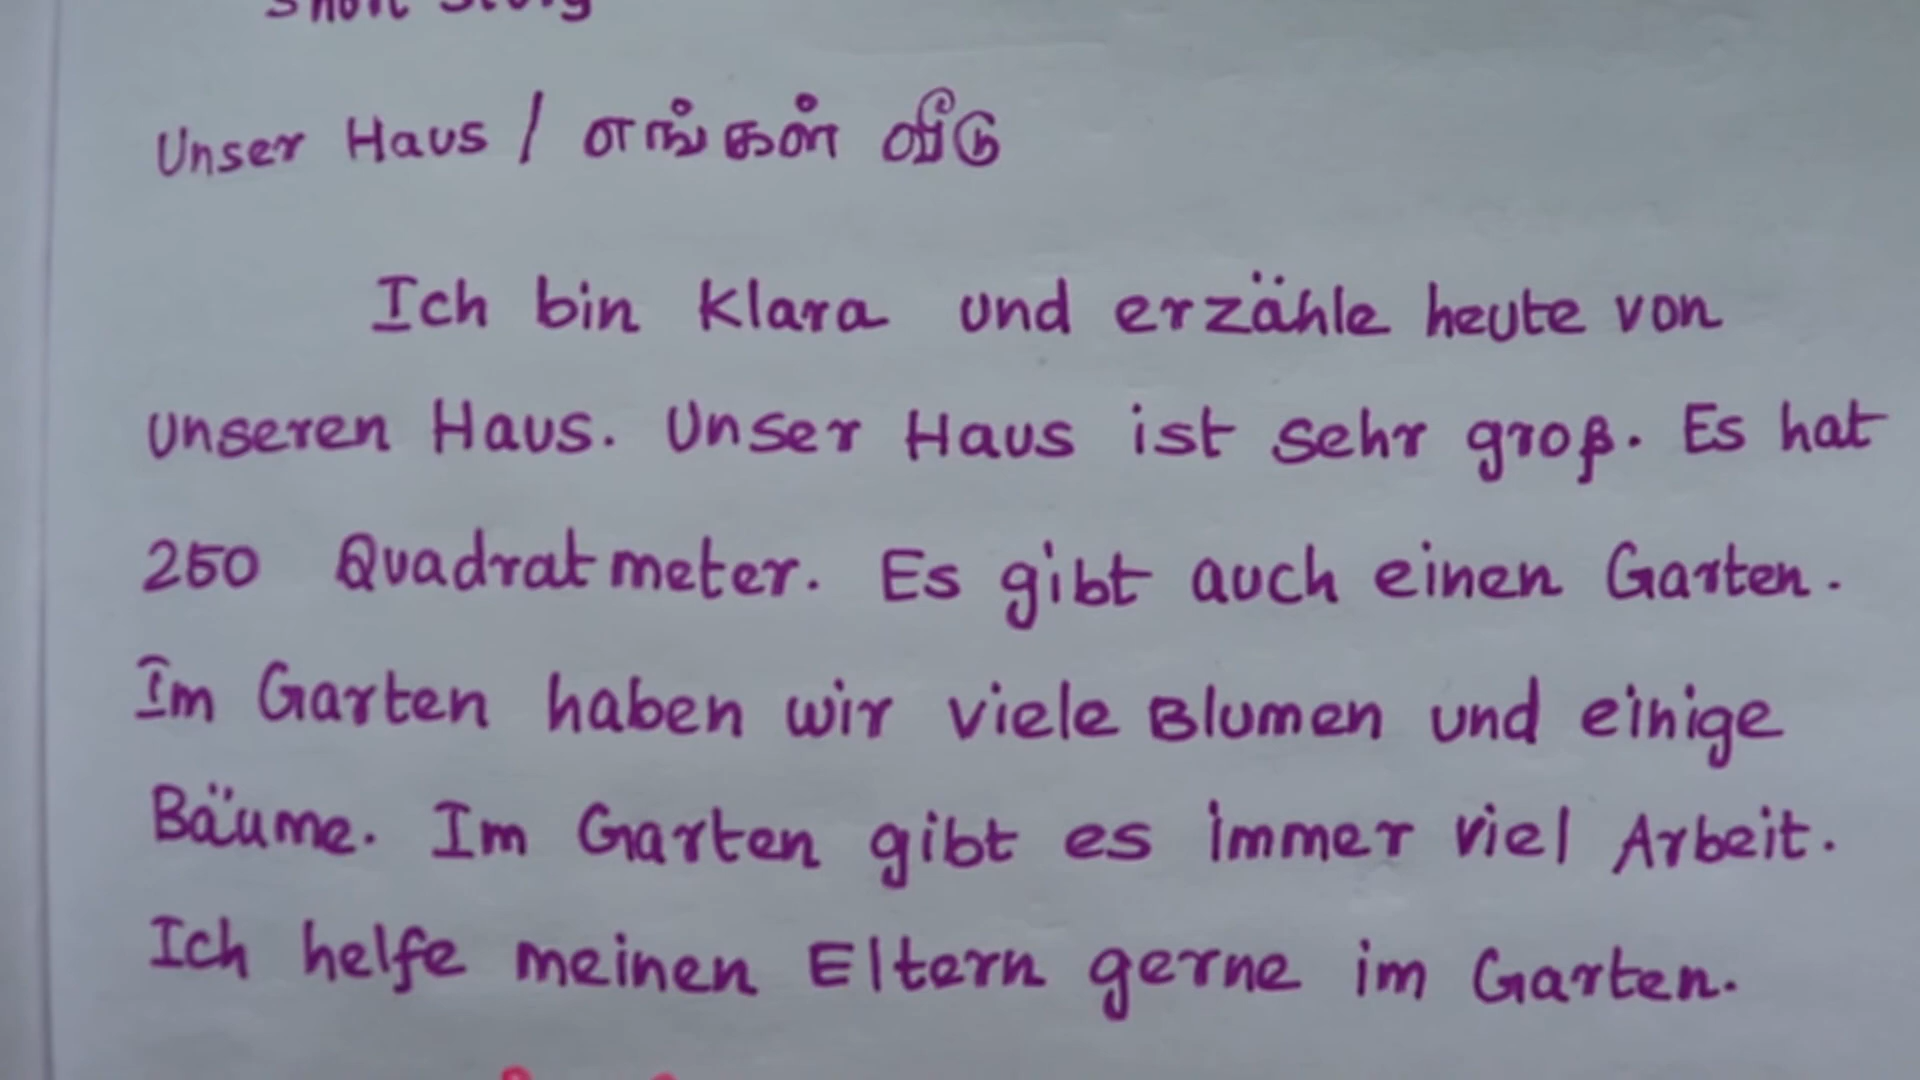 Short Story
Unser Haus / எங்கள் வீடு
Ich bin Klara und erzähle heute von
unseren Haus. Unser Haus ist sehr groß. Es hat
250 Quadratmeter. Es gibt auch einen Garten.
Im Garten haben wir viele Blumen und einige
Bäume. Im Garten gibt es immer viel Arbeit.
Ich helfe meinen Eltern gerne im Garten.